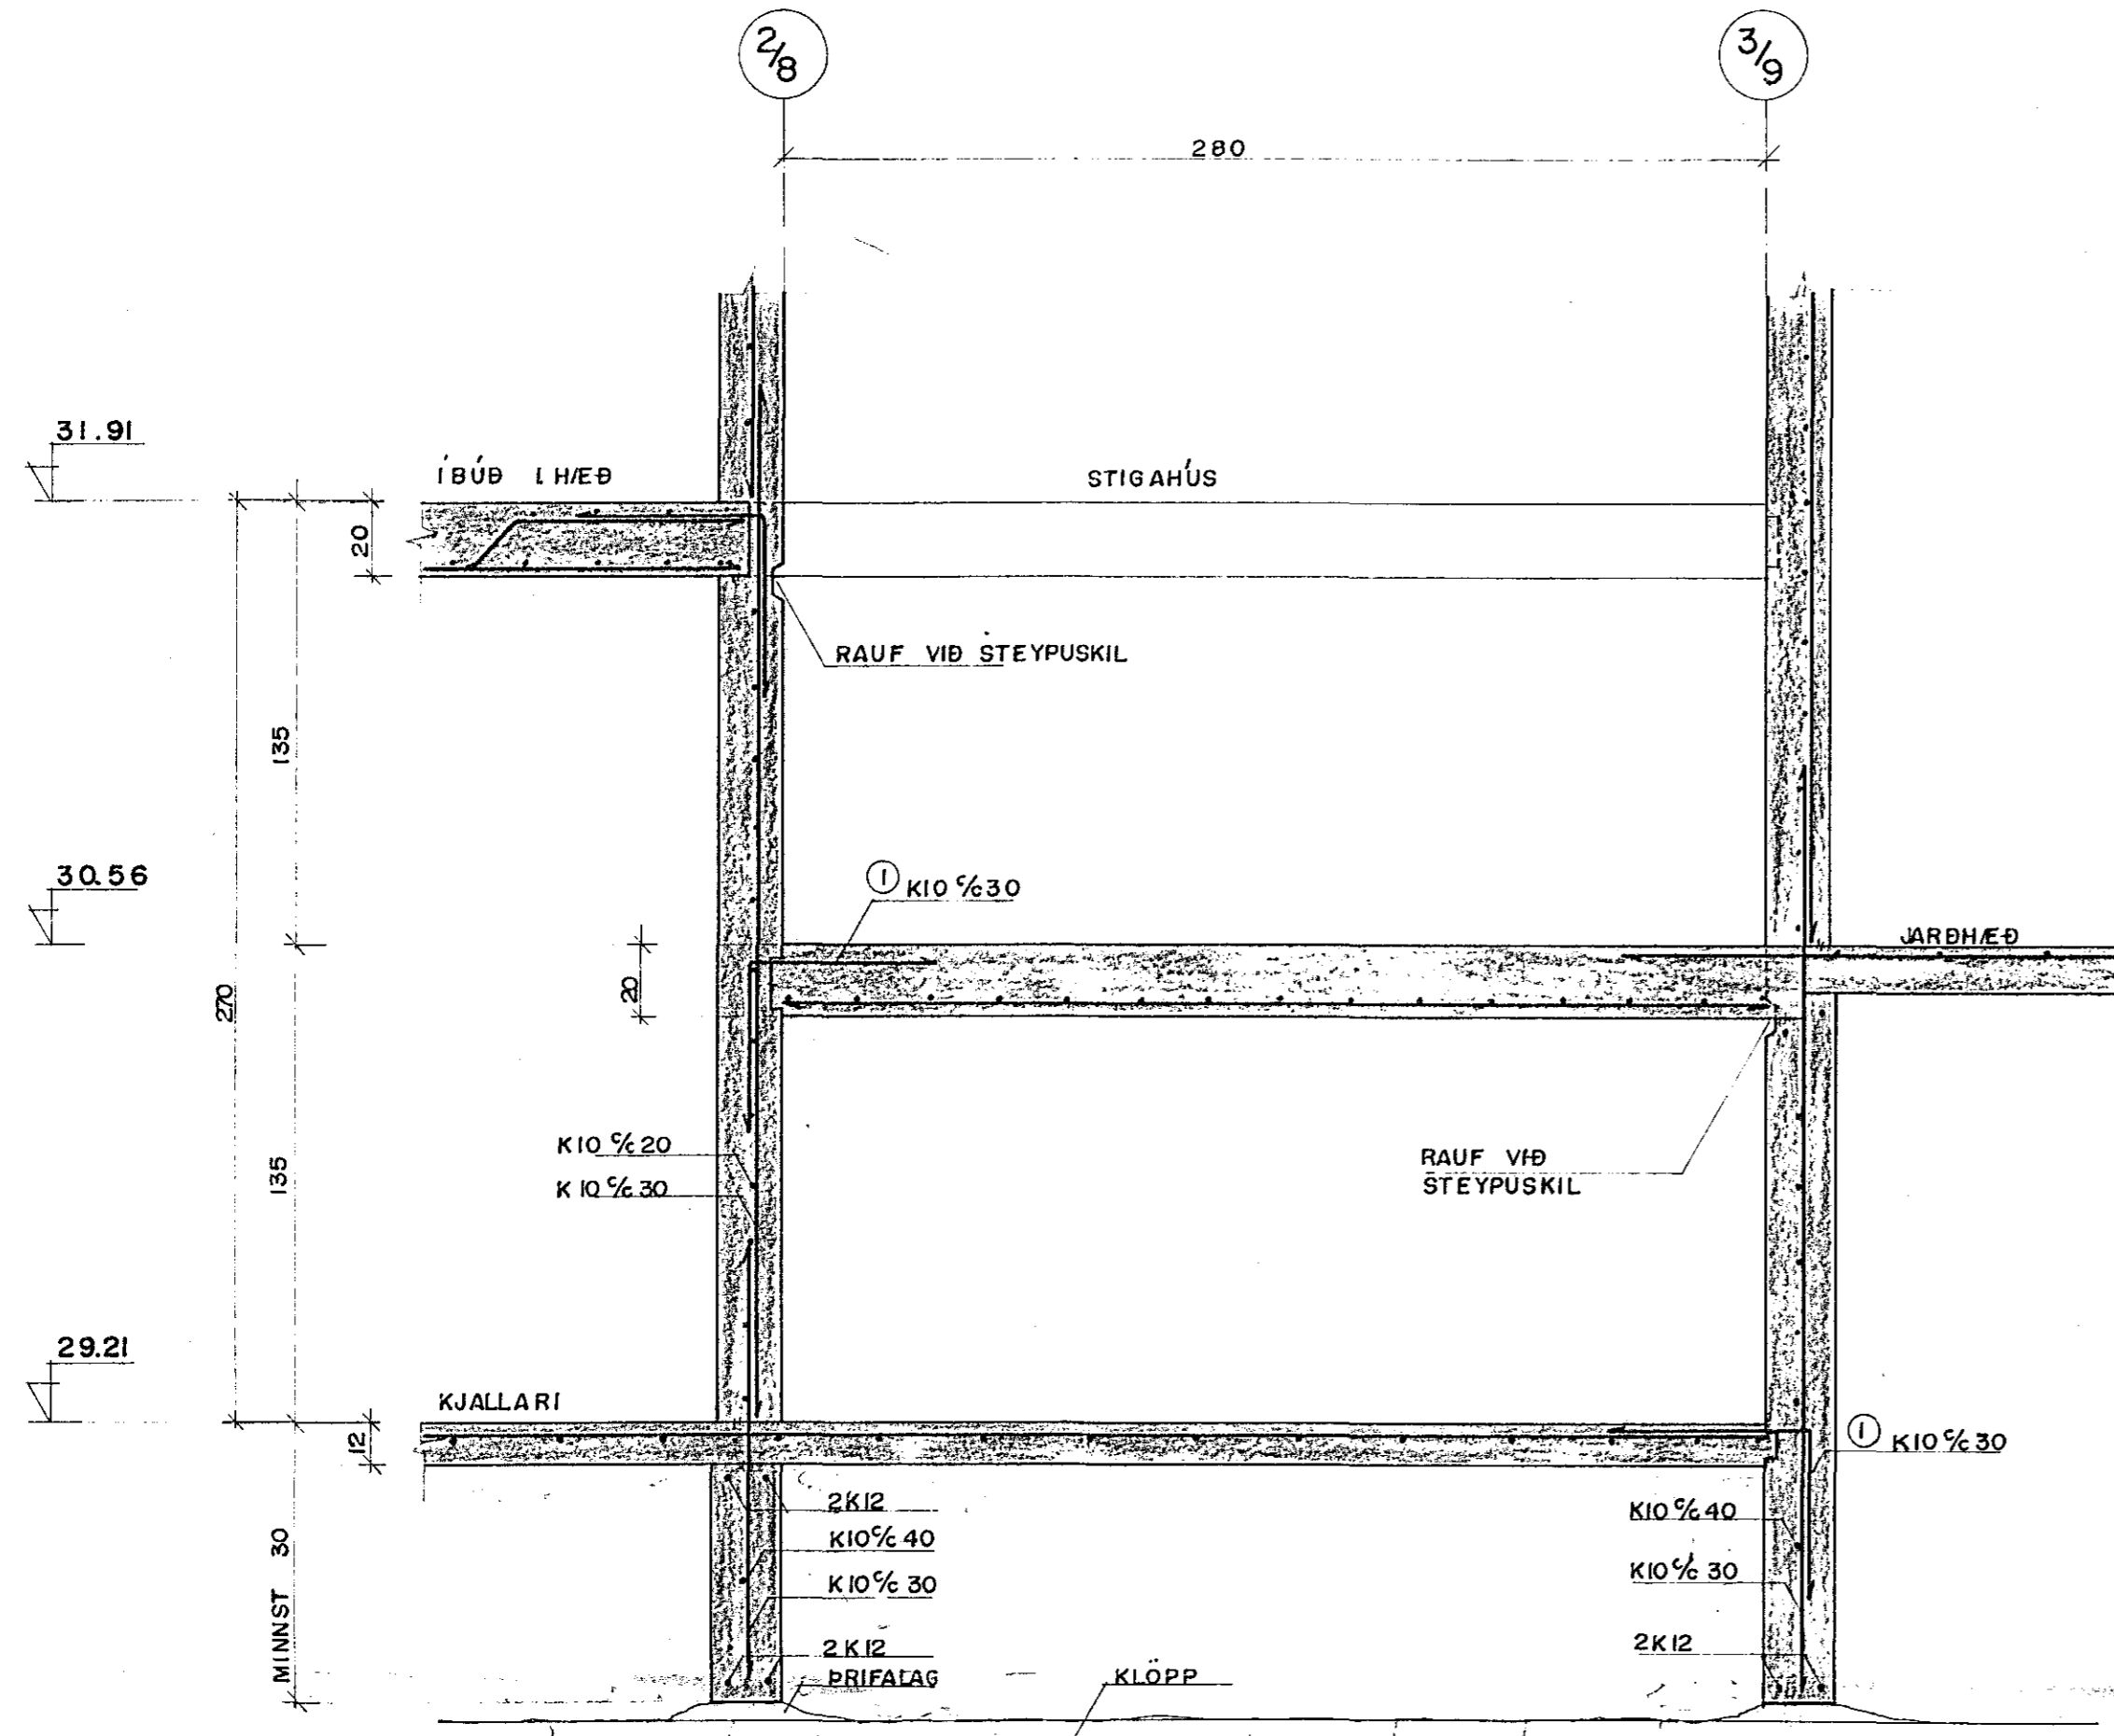 2/8
3/9
280
31.91
ÍBÚÐ I HÆÐ
STIGAHÚS
20
RAUF VIÐ STEYPUSKIL
135
30.56
1 K10 c/c 30
JARÐHÆÐ
20
270
K10 c/c 20
K10 c/c 30
135
RAUF VIÐ
STEYPUSKIL
29.21
KJALLARI
12
1 K10 c/c 30
2K12
K10 c/c 40
K10 c/c 40
K10 c/c 30
K10 c/c 30
MINNST 30
2K12
2K12
ÞRIFALAG
KLÖPP